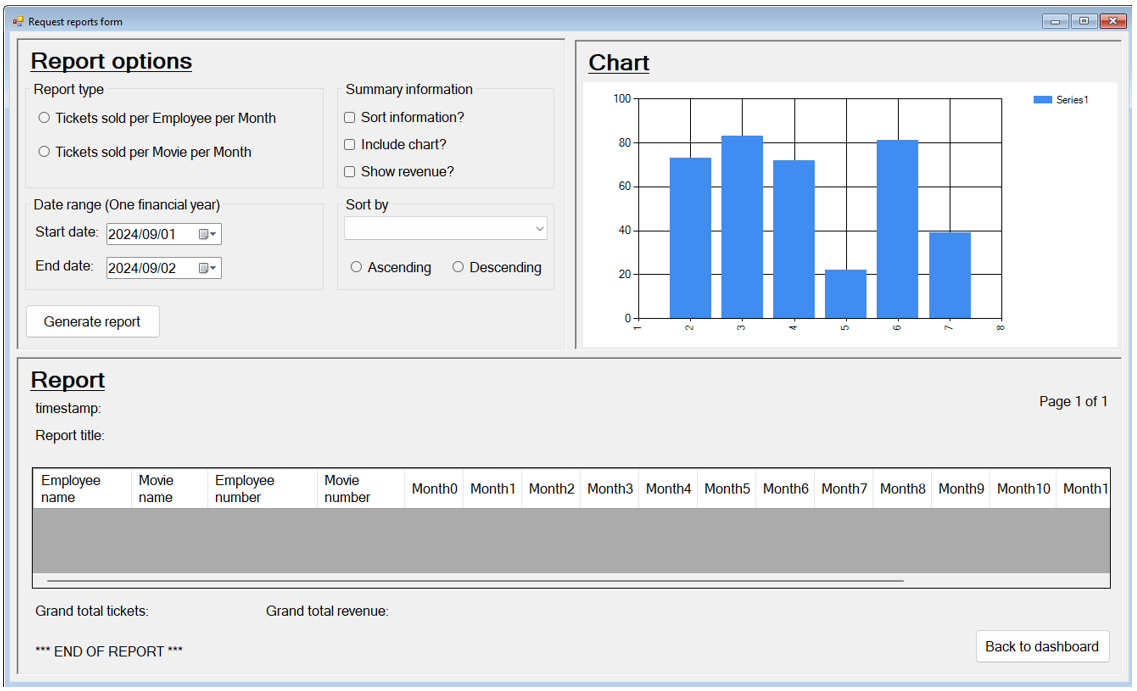 Request reports form
Report options
Report type
Tickets sold per Employee per Month
Tickets sold per Movie per Month
Summary information
Sort information?
Include chart?
Show revenue?
Date range (One financial year)
Start date: 2024/09/01
End date: 2024/09/02
Sort by
Ascending Descending
Generate report
Chart
100
80
60
40
20
0
1 2 3 4 5 6 7 8
Series1
Report
timestamp:
Page 1 of 1
Report title:
Employee name Movie name Employee number Movie number Month0 Month1 Month2 Month3 Month4 Month5 Month6 Month7 Month8 Month9 Month10 Month1
Grand total tickets: Grand total revenue:
*** END OF REPORT ***
Back to dashboard